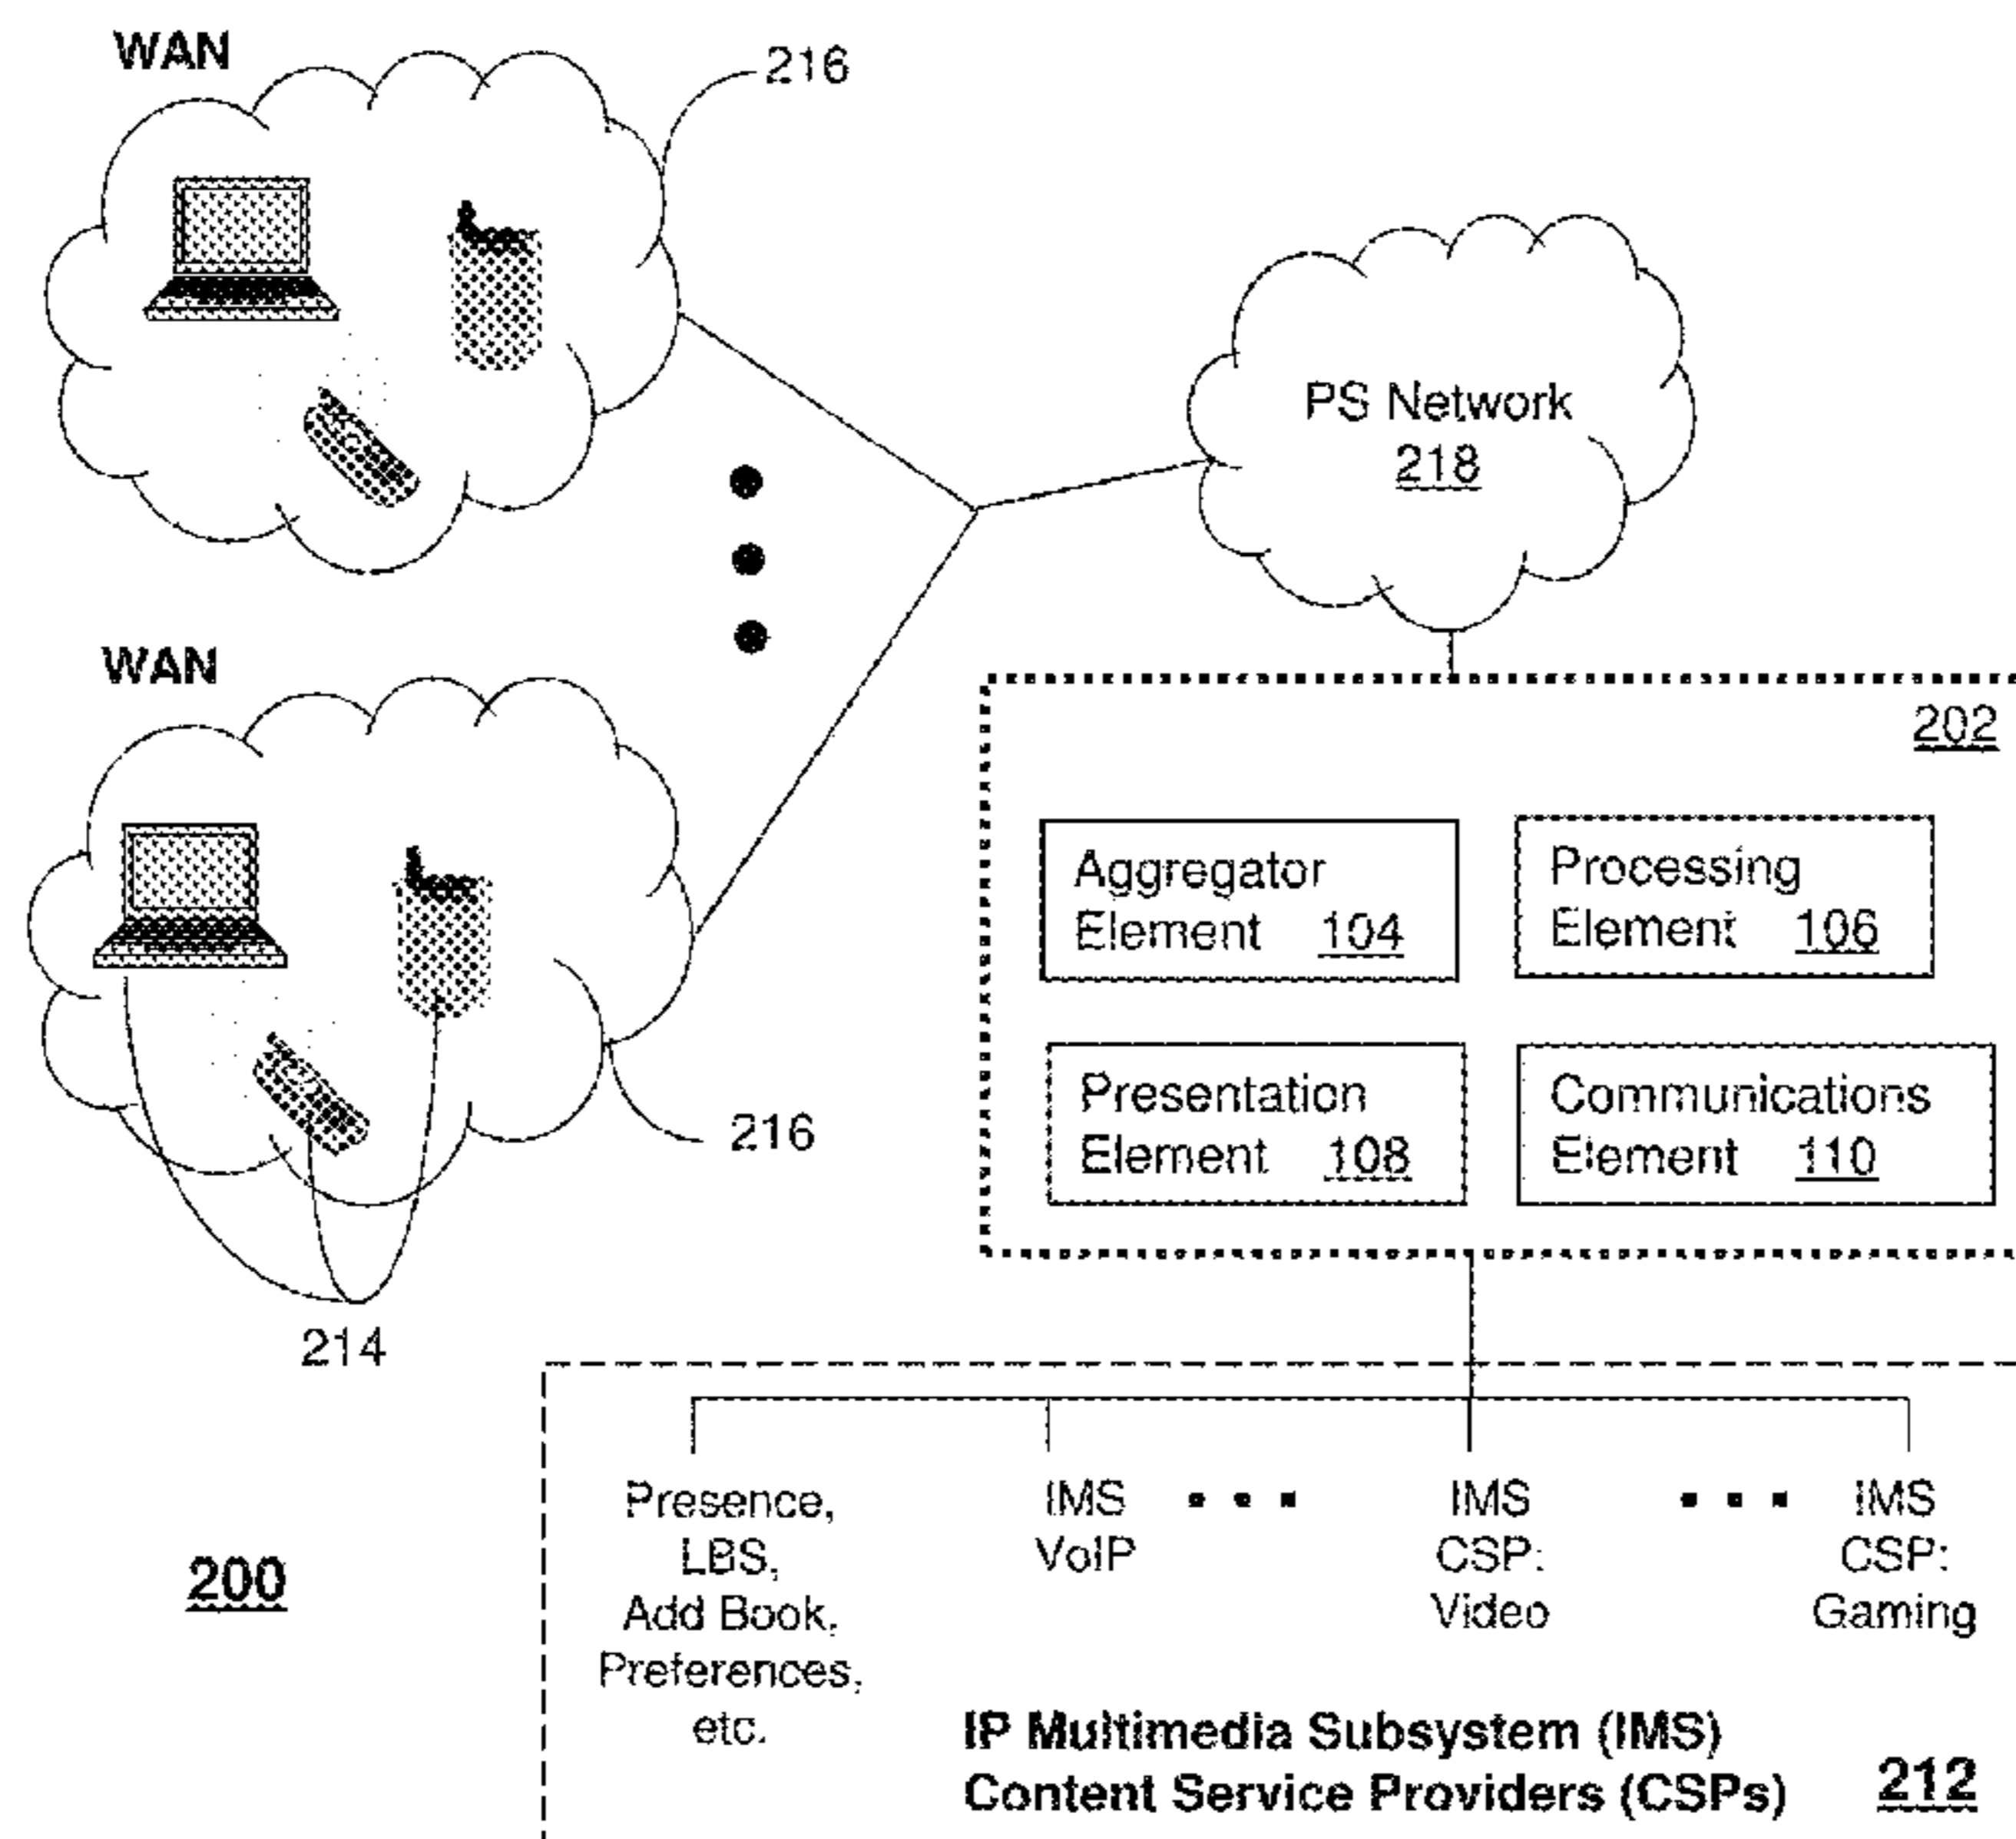 WAN
216
PS Network
218
WAN
202
Aggregator
Element 104
Processing
Element 106
Presentation
Element 108
Communications
Element 110
216
214
Presence,
LBS,
Add Book,
Preferences,
etc.
IMS
VoIP
IMS
CSP:
Video
IMS
CSP:
Gaming
200
IP Multimedia Subsystem (IMS)
Content Service Providers (CSPs) 212